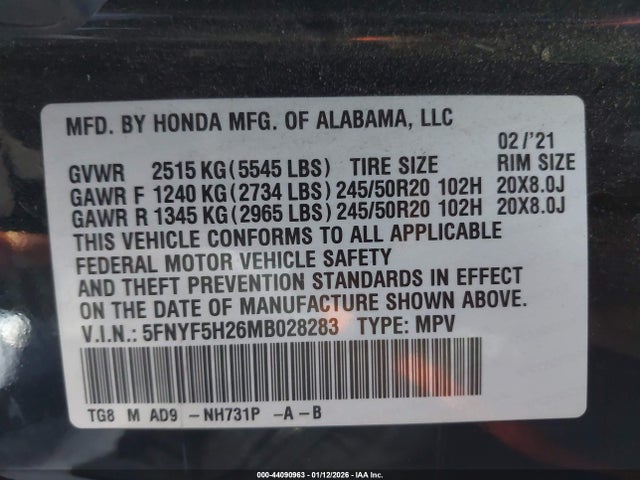 MFD. BY HONDA MFG. OF ALABAMA, LLC
02/'21
GVWR 2515 KG (5545 LBS) TIRE SIZE RIM SIZE
GAWR F 1240 KG (2734 LBS) 245/50R20 102H 20X8.0J
GAWR R 1345 KG (2965 LBS) 245/50R20 102H 20X8.0J
THIS VEHICLE CONFORMS TO ALL APPLICABLE
FEDERAL MOTOR VEHICLE SAFETY
AND THEFT PREVENTION STANDARDS IN EFFECT
ON THE DATE OF MANUFACTURE SHOWN ABOVE.
V.I.N.: 5FNYF5H26MB028283 TYPE: MPV
TG8 M AD9 -NH731P -A-B
000-44090963 - 01/12/2026 - IAA Inc.